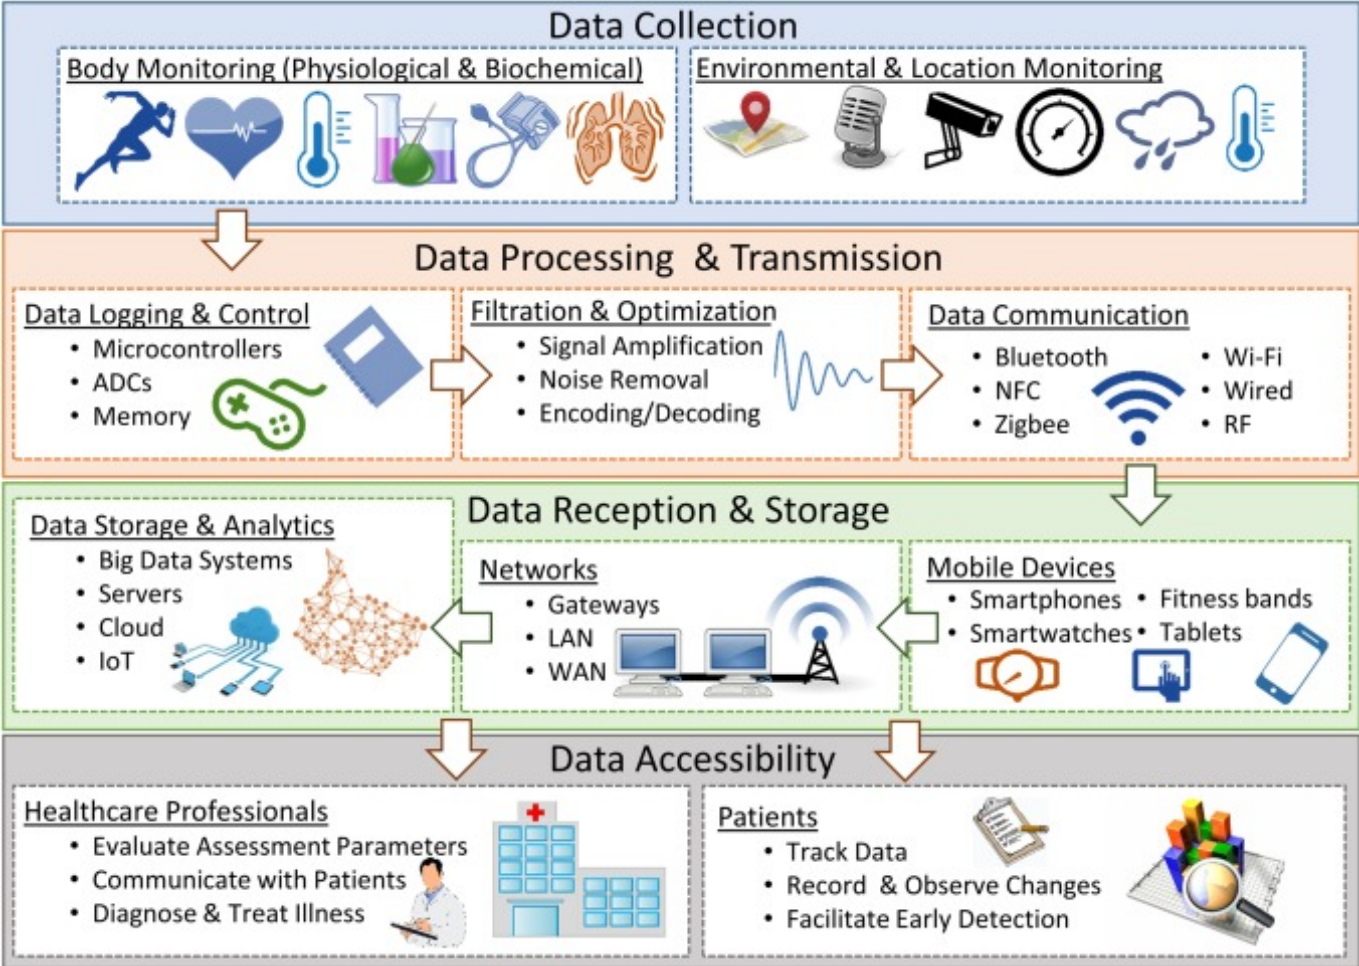 Data Collection
Body Monitoring (Physiological & Biochemical)
Environmental & Location Monitoring
Data Processing & Transmission
Data Logging & Control
• Microcontrollers
• ADCs
• Memory
Filtration & Optimization
• Signal Amplification
• Noise Removal
• Encoding/Decoding
Data Communication
• Bluetooth
• NFC
• Zigbee
• Wi-Fi
• Wired
• RF
Data Reception & Storage
Data Storage & Analytics
• Big Data Systems
• Servers
• Cloud
• IoT
Networks
• Gateways
• LAN
• WAN
Mobile Devices
• Smartphones
• Smartwatches
• Fitness bands
• Tablets
Data Accessibility
Healthcare Professionals
• Evaluate Assessment Parameters
• Communicate with Patients
• Diagnose & Treat Illness
Patients
• Track Data
• Record & Observe Changes
• Facilitate Early Detection